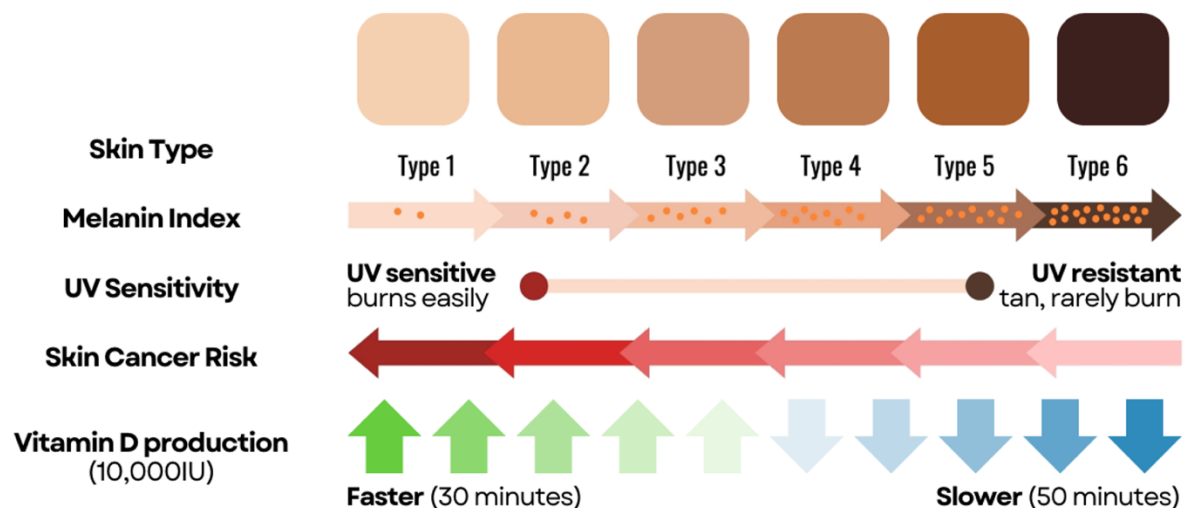 Skin Type
Type 1 Type 2 Type 3 Type 4 Type 5 Type 6
Melanin Index
UV Sensitivity
UV sensitive
burns easily
UV resistant
tan, rarely burn
Skin Cancer Risk
Vitamin D production
(10,000IU)
Faster (30 minutes)
Slower (50 minutes)